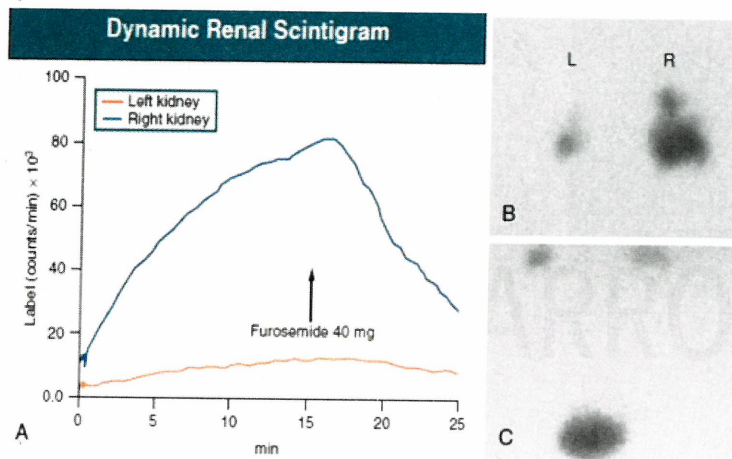 Dynamic Renal Scintigram
Left kidney
Right kidney
Label (counts/min) × 10³
100
80
60
40
20
0.0
Furosemide 40 mg
0 5 10 15 20 25
min
A
L R
B
C